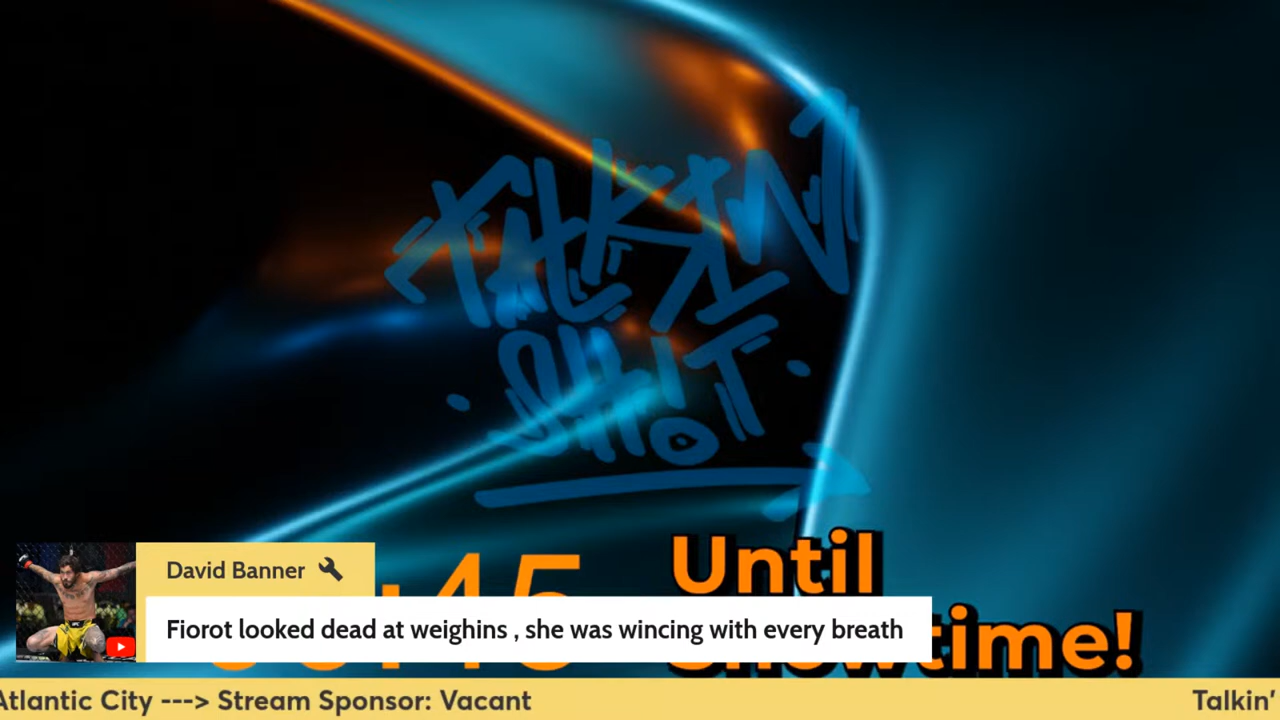 TALKIN
SHIT
Until
:45
Showtime!
David Banner
Fiorot looked dead at weighins , she was wincing with every breath
Atlantic City ---> Stream Sponsor: Vacant
Talkin'